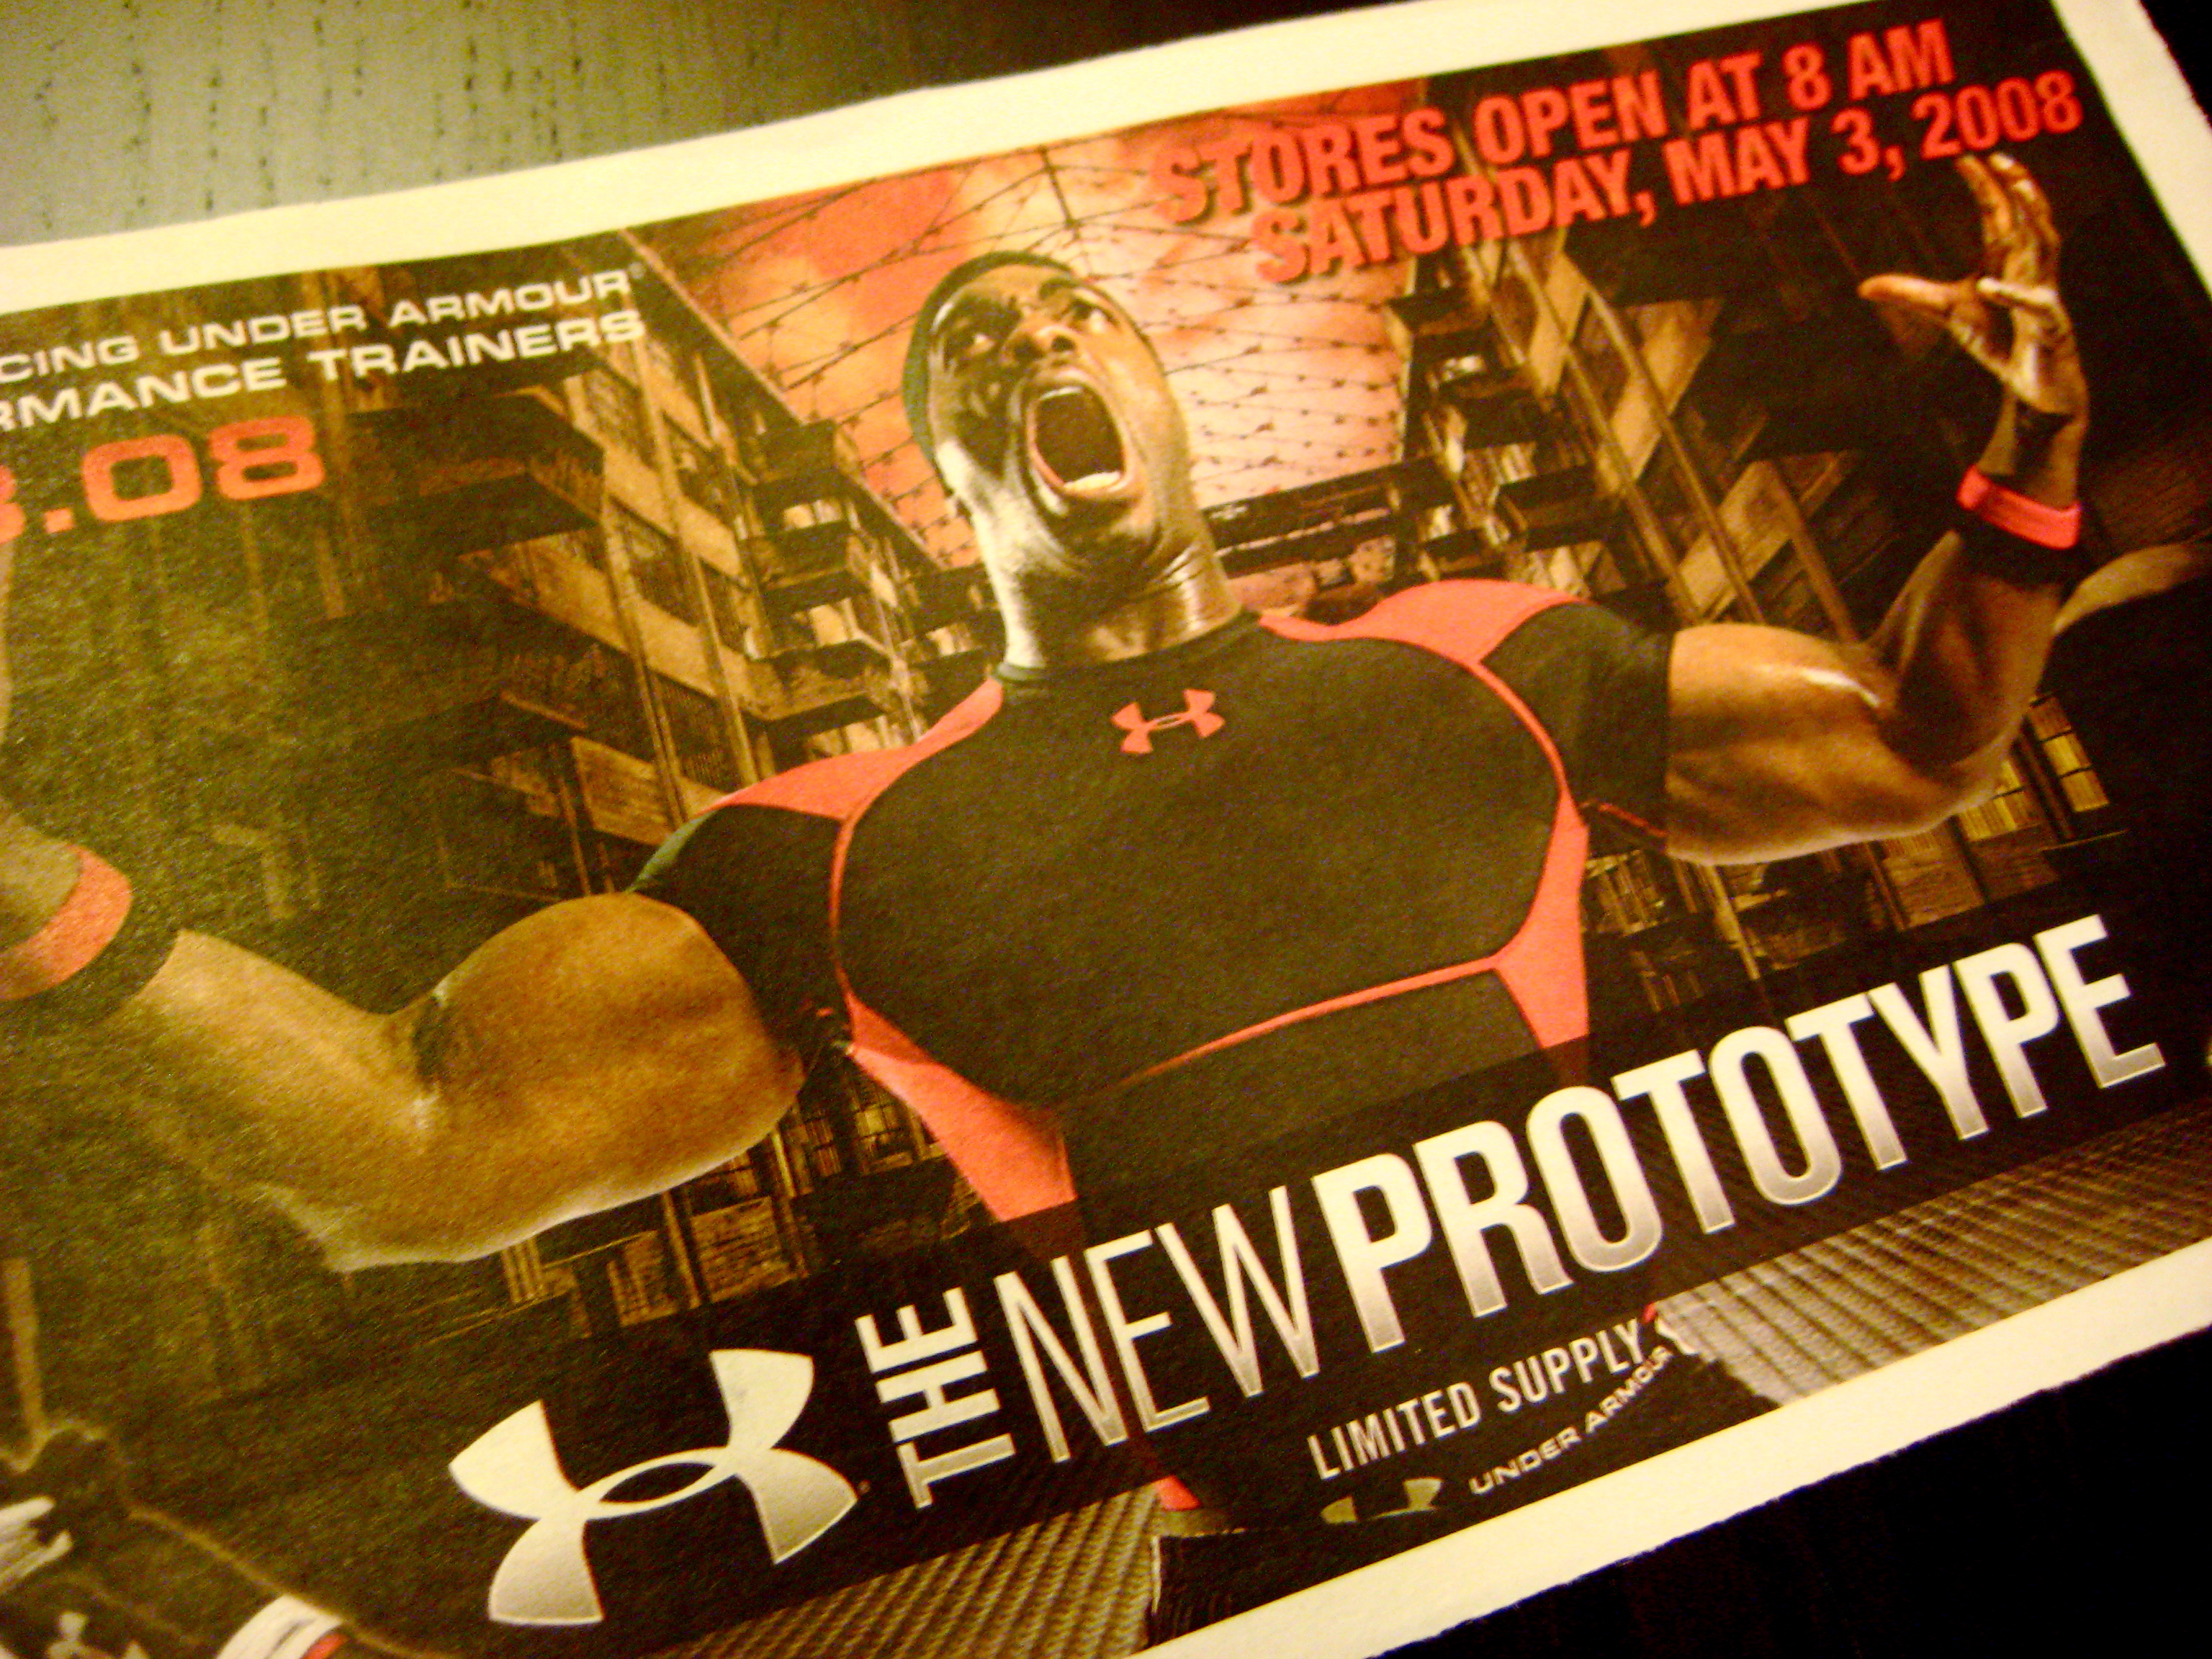 STORES OPEN AT 8 AM
SATURDAY, MAY 3, 2008
CING UNDER ARMOUR®
RMANCE TRAINERS
3.08
THE NEW PROTOTYPE
LIMITED SUPPLY
UNDER ARMOUR